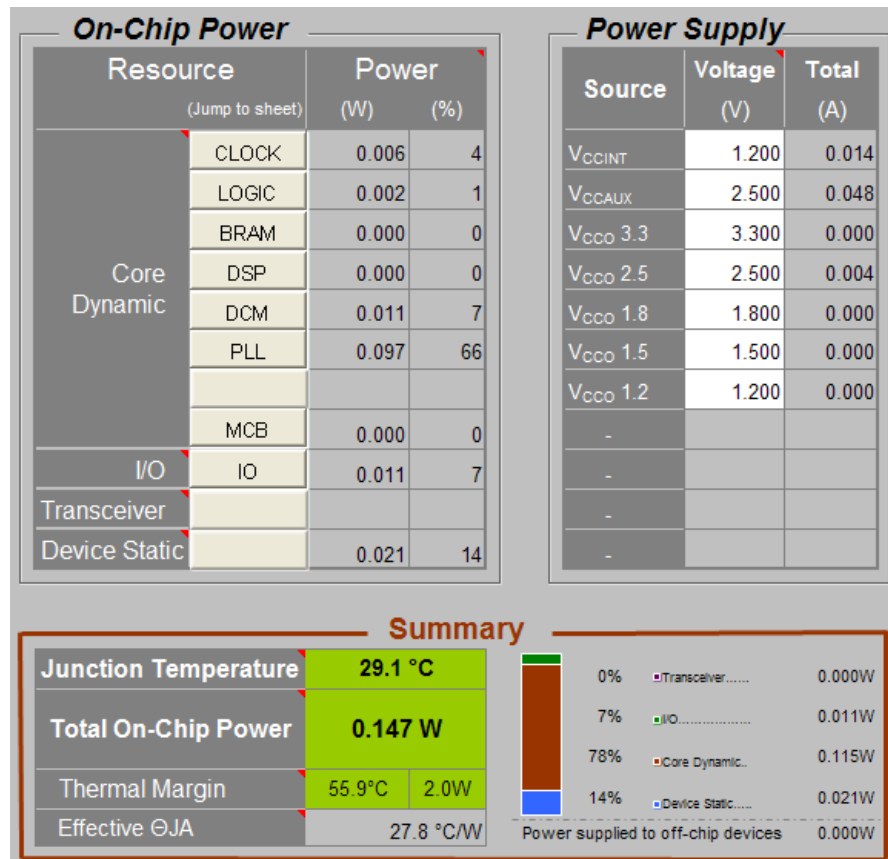 On-Chip Power
Resource Power
(Jump to sheet) (W) (%)
Core Dynamic
CLOCK 0.006 4
LOGIC 0.002 1
BRAM 0.000 0
DSP 0.000 0
DCM 0.011 7
PLL 0.097 66
MCB 0.000 0
I/O IO 0.011 7
Transceiver
Device Static 0.021 14
Power Supply
Source Voltage Total
(V) (A)
VCCINT 1.200 0.014
VCCAUX 2.500 0.048
VCCO 3.3 3.300 0.000
VCCO 2.5 2.500 0.004
VCCO 1.8 1.800 0.000
VCCO 1.5 1.500 0.000
VCCO 1.2 1.200 0.000
-
-
-
-
Summary
Junction Temperature 29.1 °C
Total On-Chip Power 0.147 W
Thermal Margin 55.9°C 2.0W
Effective ΘJA 27.8 °C/W
0% Transceiver...... 0.000W
7% I/O................. 0.011W
78% Core Dynamic.. 0.115W
14% Device Static..... 0.021W
Power supplied to off-chip devices 0.000W